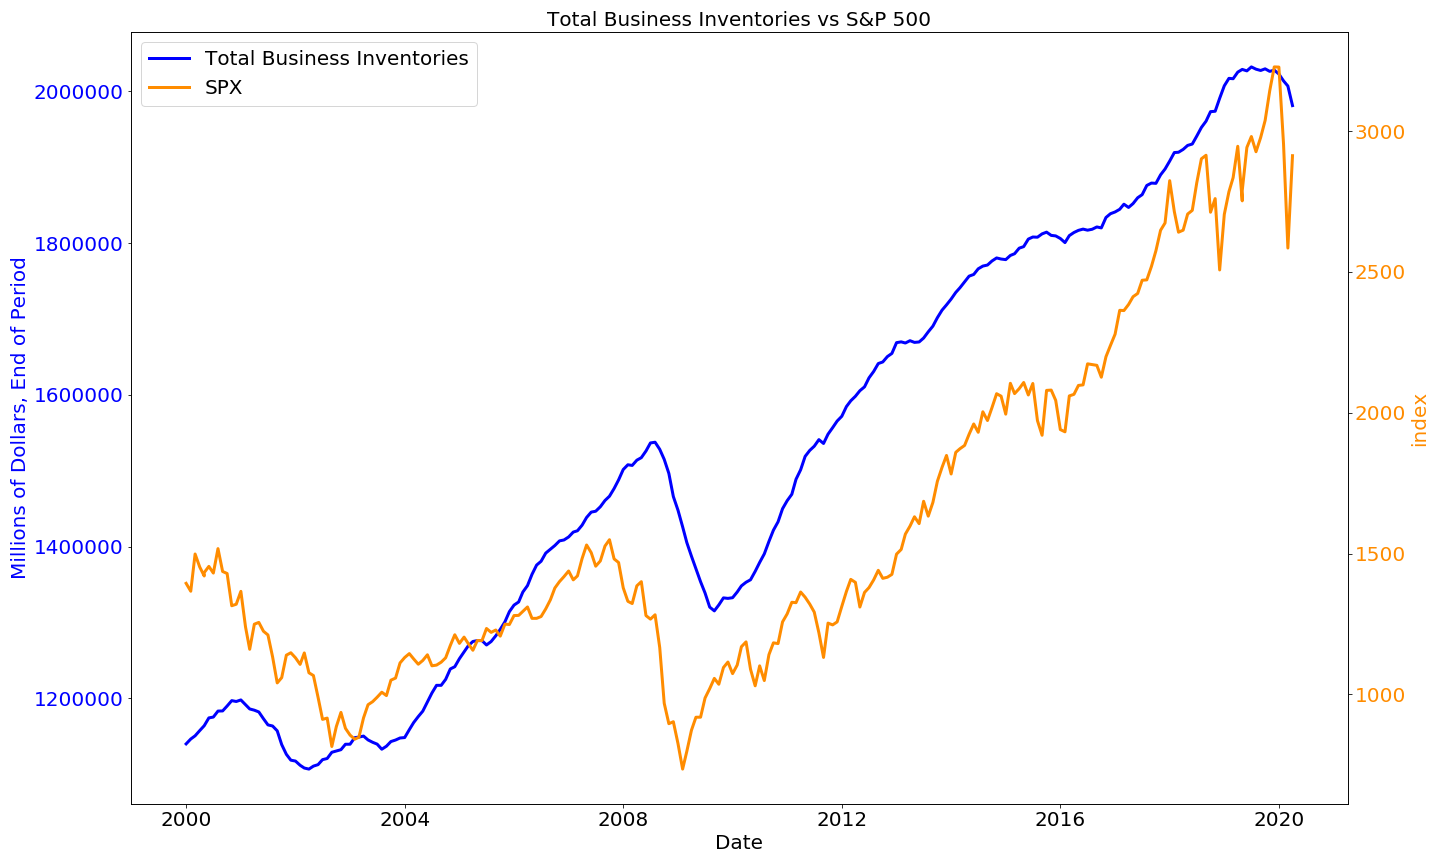 Total Business Inventories vs S&P 500
Total Business Inventories
SPX
Millions of Dollars, End of Period
2000000
1800000
1600000
1400000
1200000
3000
2500
2000
1500
1000
index
2000
2004
2008
2012
2016
2020
Date